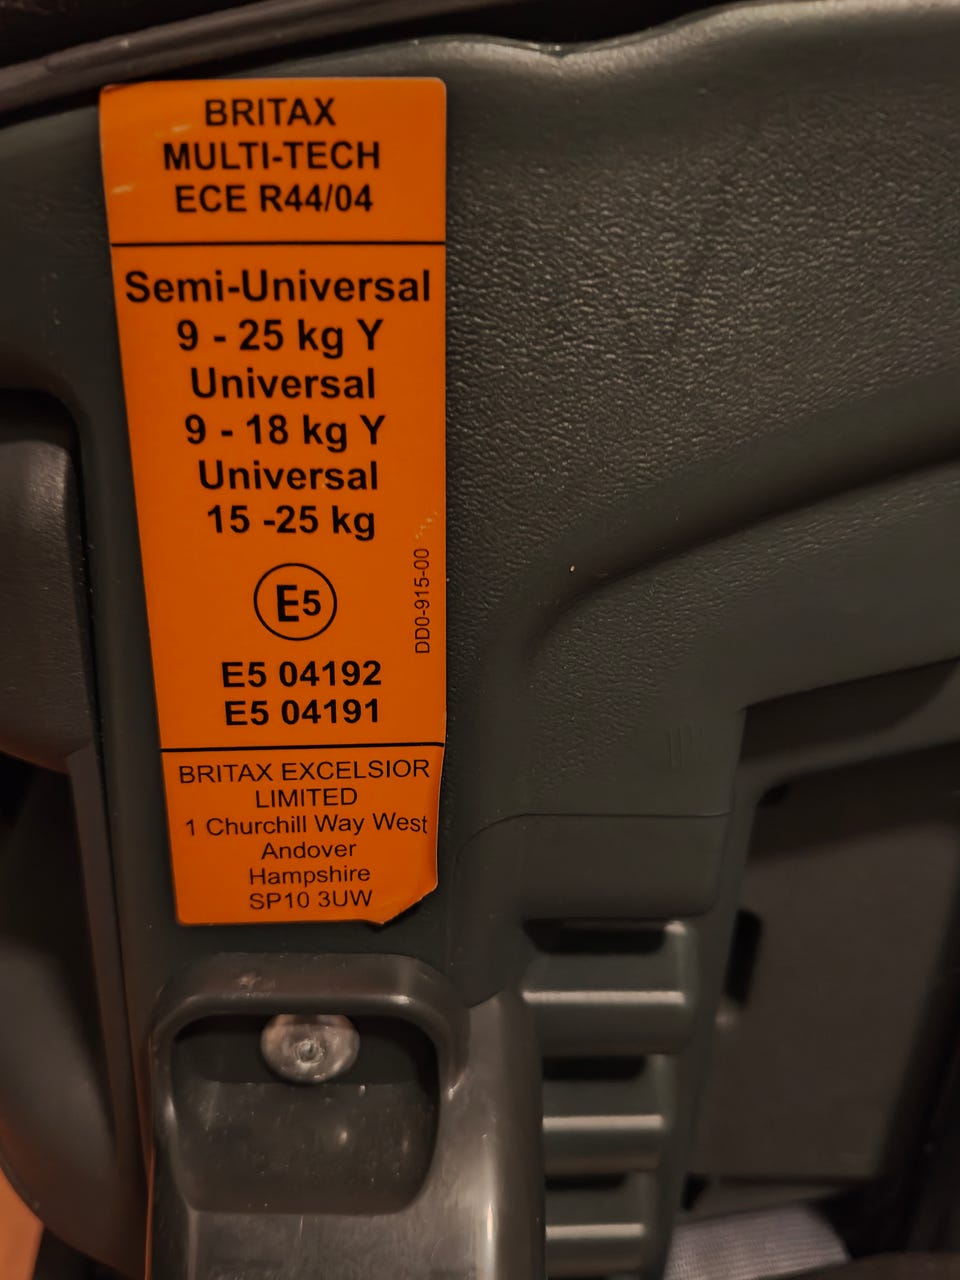 BRITAX
MULTI-TECH
ECE R44/04
Semi-Universal
9 - 25 kg Y
Universal
9 - 18 kg Y
Universal
15 -25 kg
E5
DD0-915-00
E5 04192
E5 04191
BRITAX EXCELSIOR
LIMITED
1 Churchill Way West
Andover
Hampshire
SP10 3UW